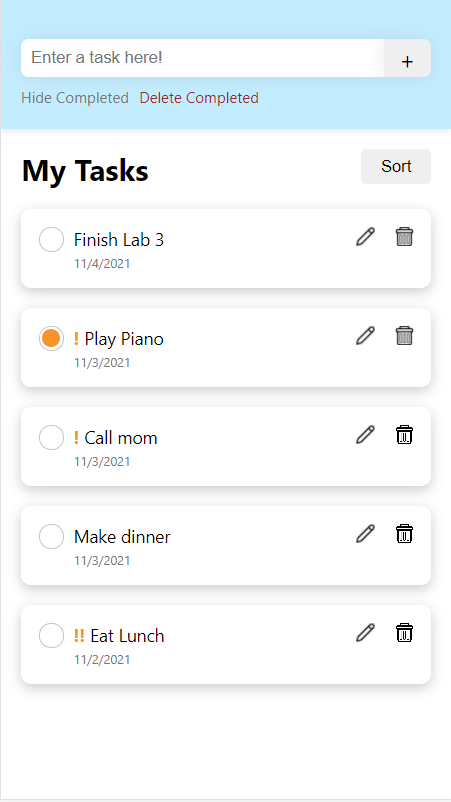 Enter a task here! +
Hide Completed Delete Completed
My Tasks Sort
Finish Lab 3
11/4/2021
! Play Piano
11/3/2021
! Call mom
11/3/2021
Make dinner
11/3/2021
!! Eat Lunch
11/2/2021